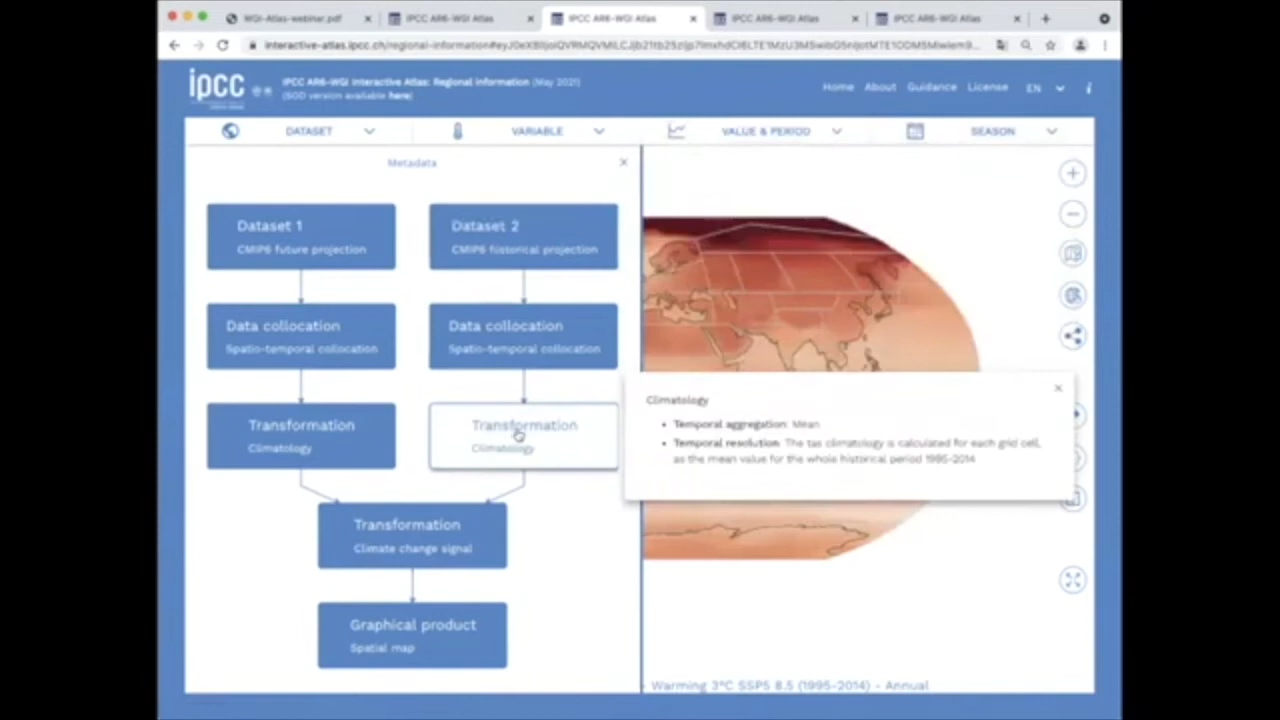 WGI-Atlas-webinar.pdf
IPCC AR6-WGI Atlas
IPCC AR6-WGI Atlas
IPCC AR6-WGI Atlas
IPCC AR6-WGI Atlas
ipcc
IPCC AR6-WGI Interactive Atlas: Regional information (May 2021)
(SOD version available here)
Home About Guidance License EN i
DATASET VARIABLE VALUE & PERIOD SEASON
Metadata
Dataset 1
CMIP6 future projection
Dataset 2
CMIP6 historical projection
Data collocation
Spatio-temporal collocation
Data collocation
Spatio-temporal collocation
Transformation
Climatology
Transformation
Climatology
Climatology
• Temporal aggregation: Mean
• Temporal resolution: The tas climatology is calculated for each grid cell,
as the mean value for the whole historical period 1995-2014
Transformation
Climate change signal
Graphical product
Spatial map
- Warming 3°C SSP5 8.5 (1995-2014) - Annual